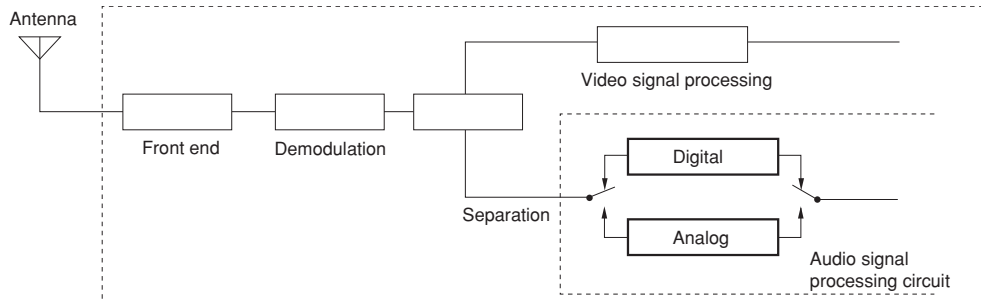 Antenna
Video signal processing
Front end
Demodulation
Digital
Separation
Analog
Audio signal
processing circuit